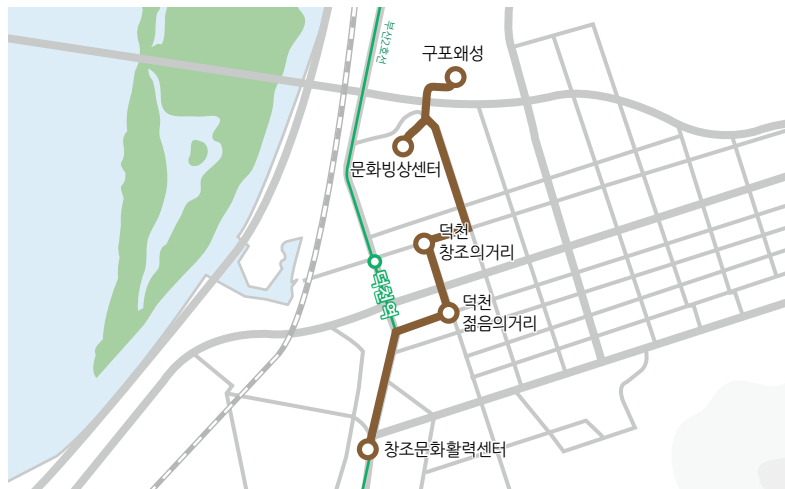 부산2호선
구포왜성
문화빙상센터
덕천
창조의거리
덕천역
덕천
젊음의거리
창조문화활력센터